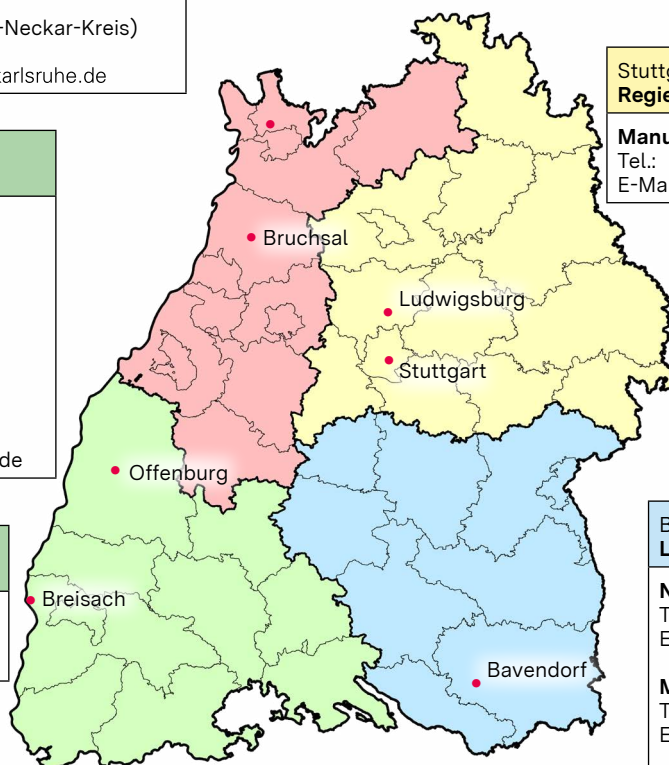 -Neckar-Kreis)
arlsruhe.de
Stuttg
Regie
Manu
Tel.:
E-Ma
Bruchsal
Ludwigsburg
Stuttgart
de
Offenburg
Breisach
Bavendorf
B
L
N
T
E
M
T
E